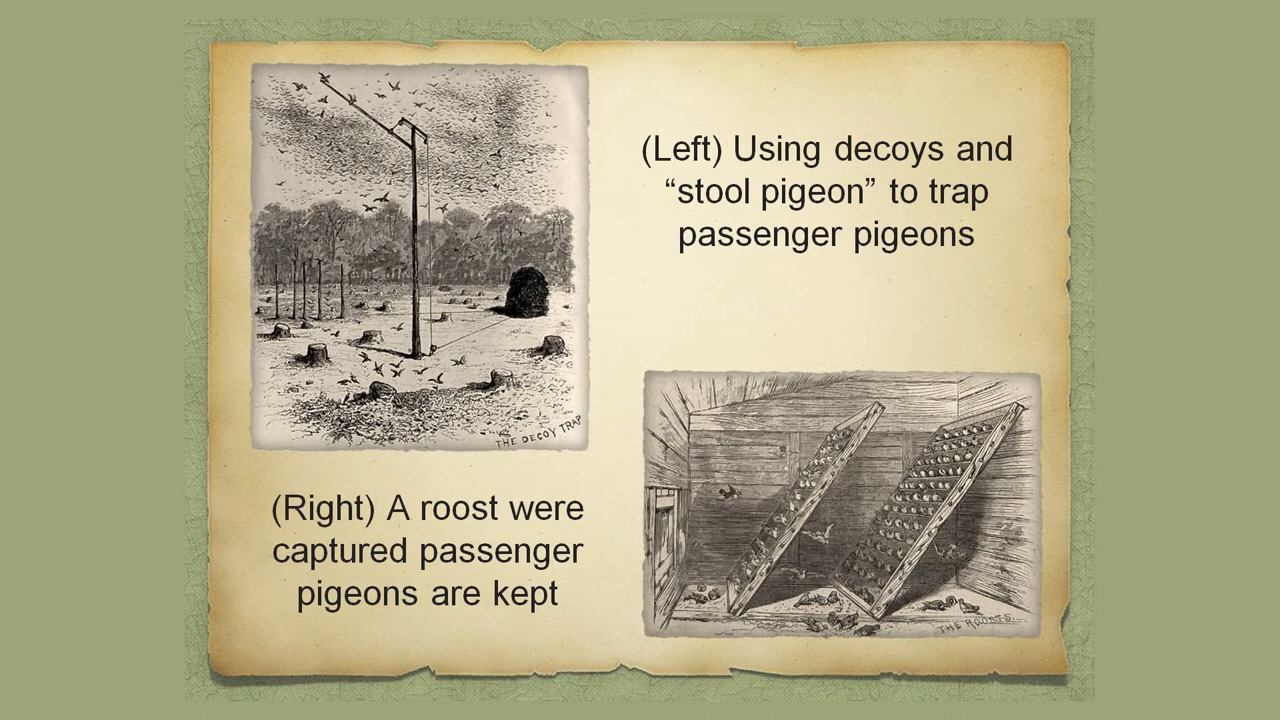 (Left) Using decoys and
“stool pigeon” to trap
passenger pigeons
THE DECOY TRAP
(Right) A roost were
captured passenger
pigeons are kept
THE ROOSTS.